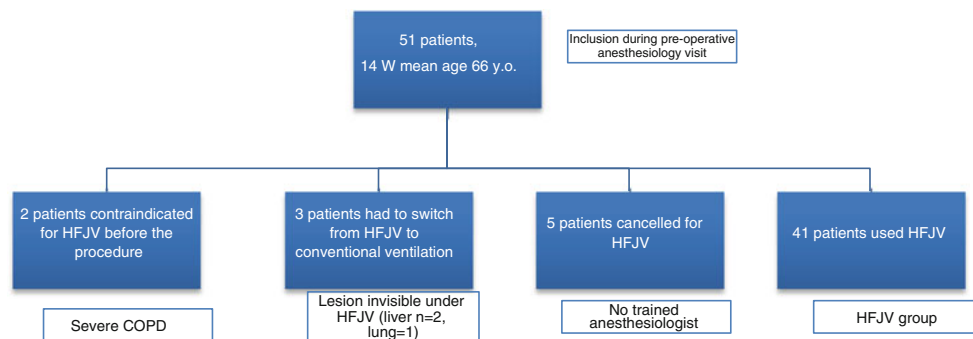 51 patients,
14 W mean age 66 y.o.
Inclusion during pre-operative
anesthesiology visit
2 patients contraindicated
for HFJV before the
procedure
3 patients had to switch
from HFJV to
conventional ventilation
5 patients cancelled for
HFJV
41 patients used HFJV
Severe COPD
Lesion invisible under
HFJV (liver n=2,
lung=1)
No trained
anesthesiologist
HFJV group